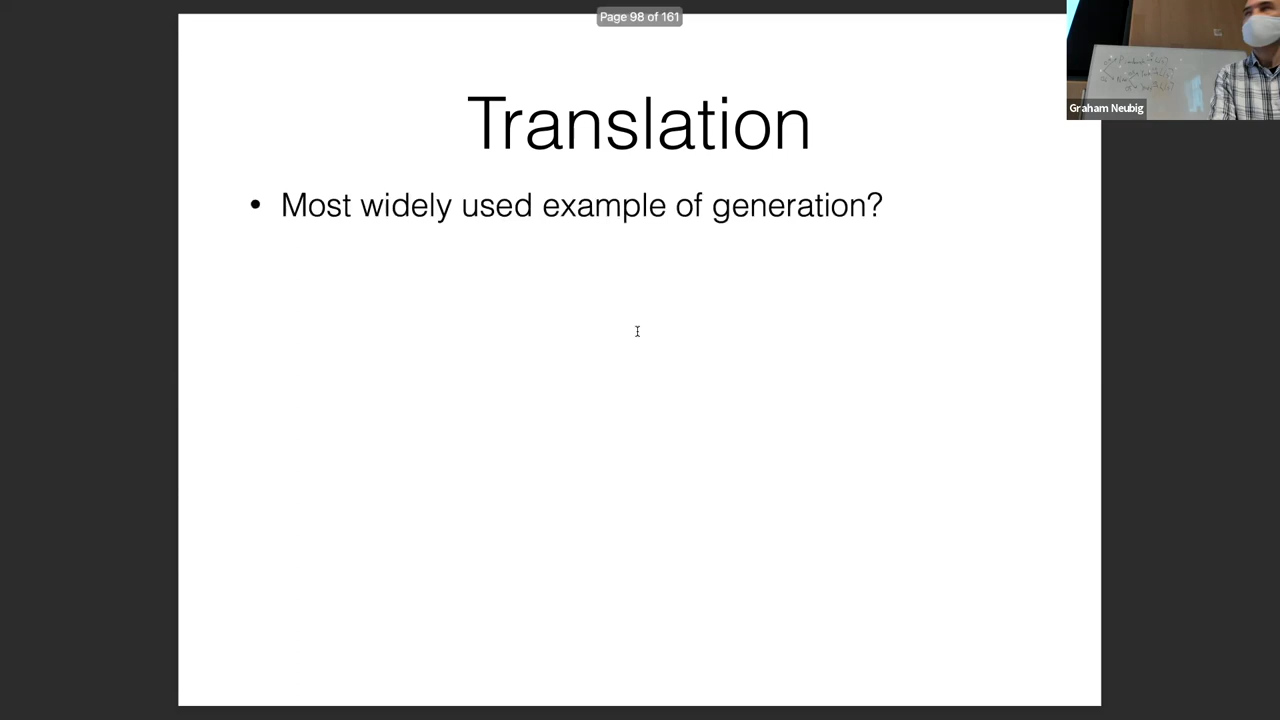 Page 98 of 161
Graham Neubig
Translation
• Most widely used example of generation?